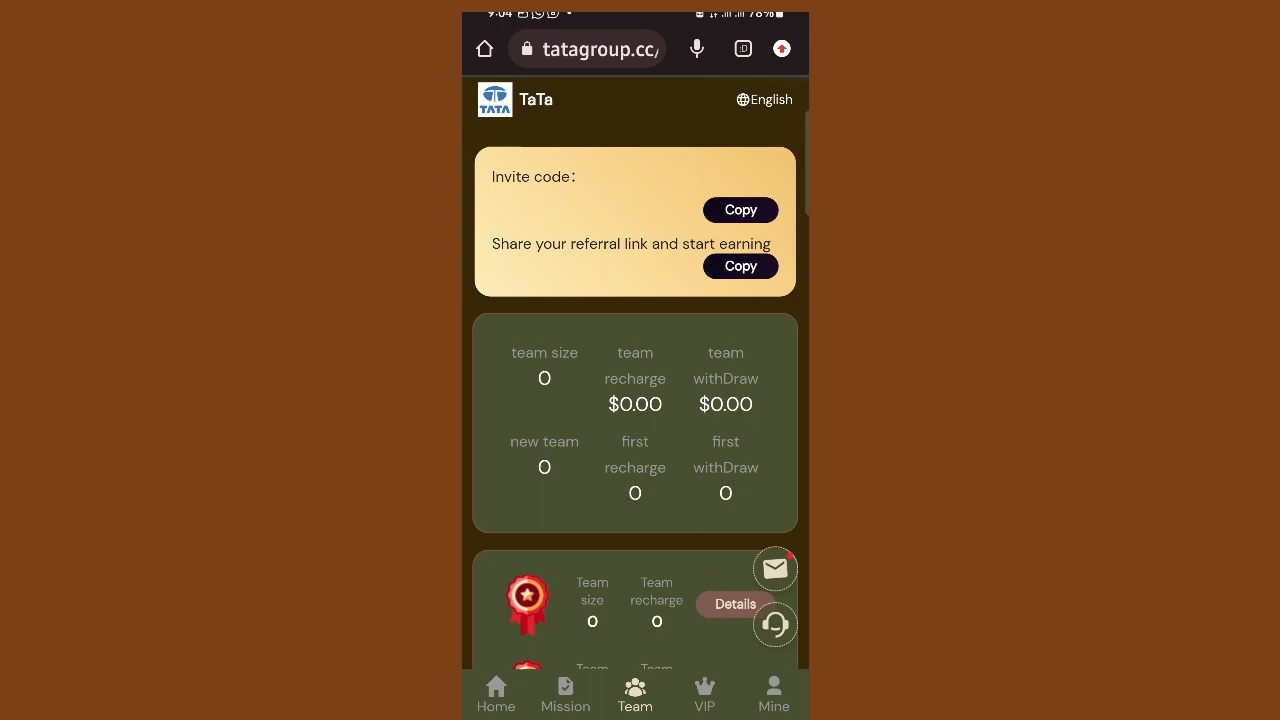 9:04 78%
tatagroup.cc/ :D
TATA TaTa English
Invite code:
Copy
Share your referral link and start earning
Copy
team size team team
recharge withDraw
0
$0.00 $0.00
new team first first
recharge withDraw
0
0 0
Team Team
size recharge Details
0 0
Team Team
Home Mission Team VIP Mine